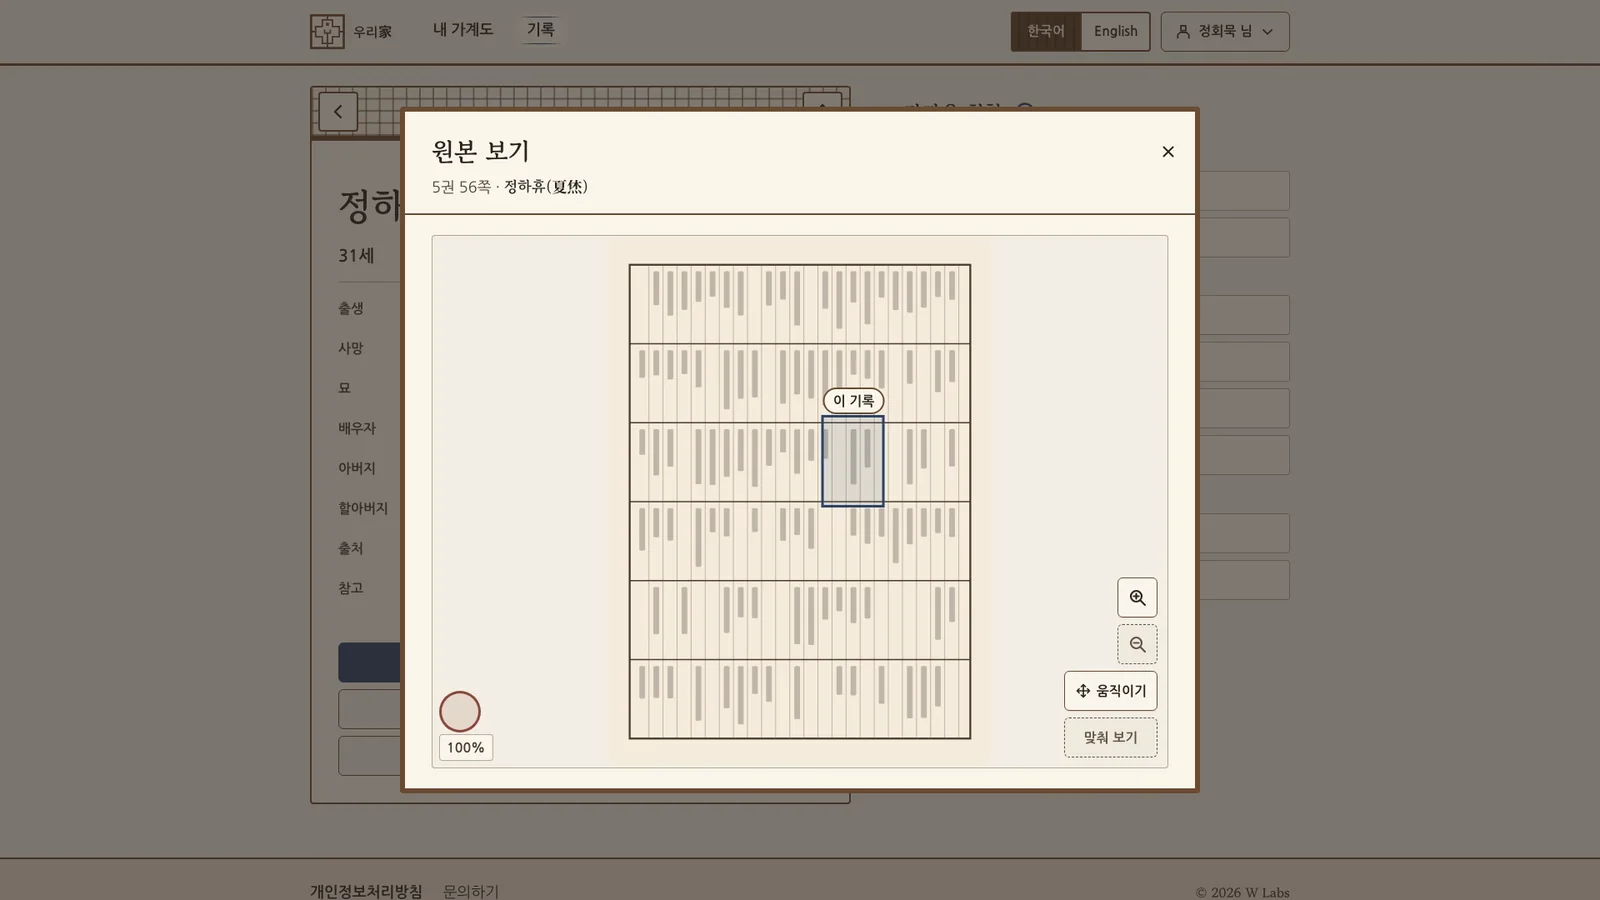 우리家
내 가계도
기록
한국어
English
정회묵 님
원본 보기
5권 56쪽 · 정하휴(夏烋)
정하
31세
출생
사망
묘
배우자
아버지
할아버지
출처
참고
이 기록
움직이기
맞춰 보기
100%
개인정보처리방침
문의하기
© 2026 W Labs